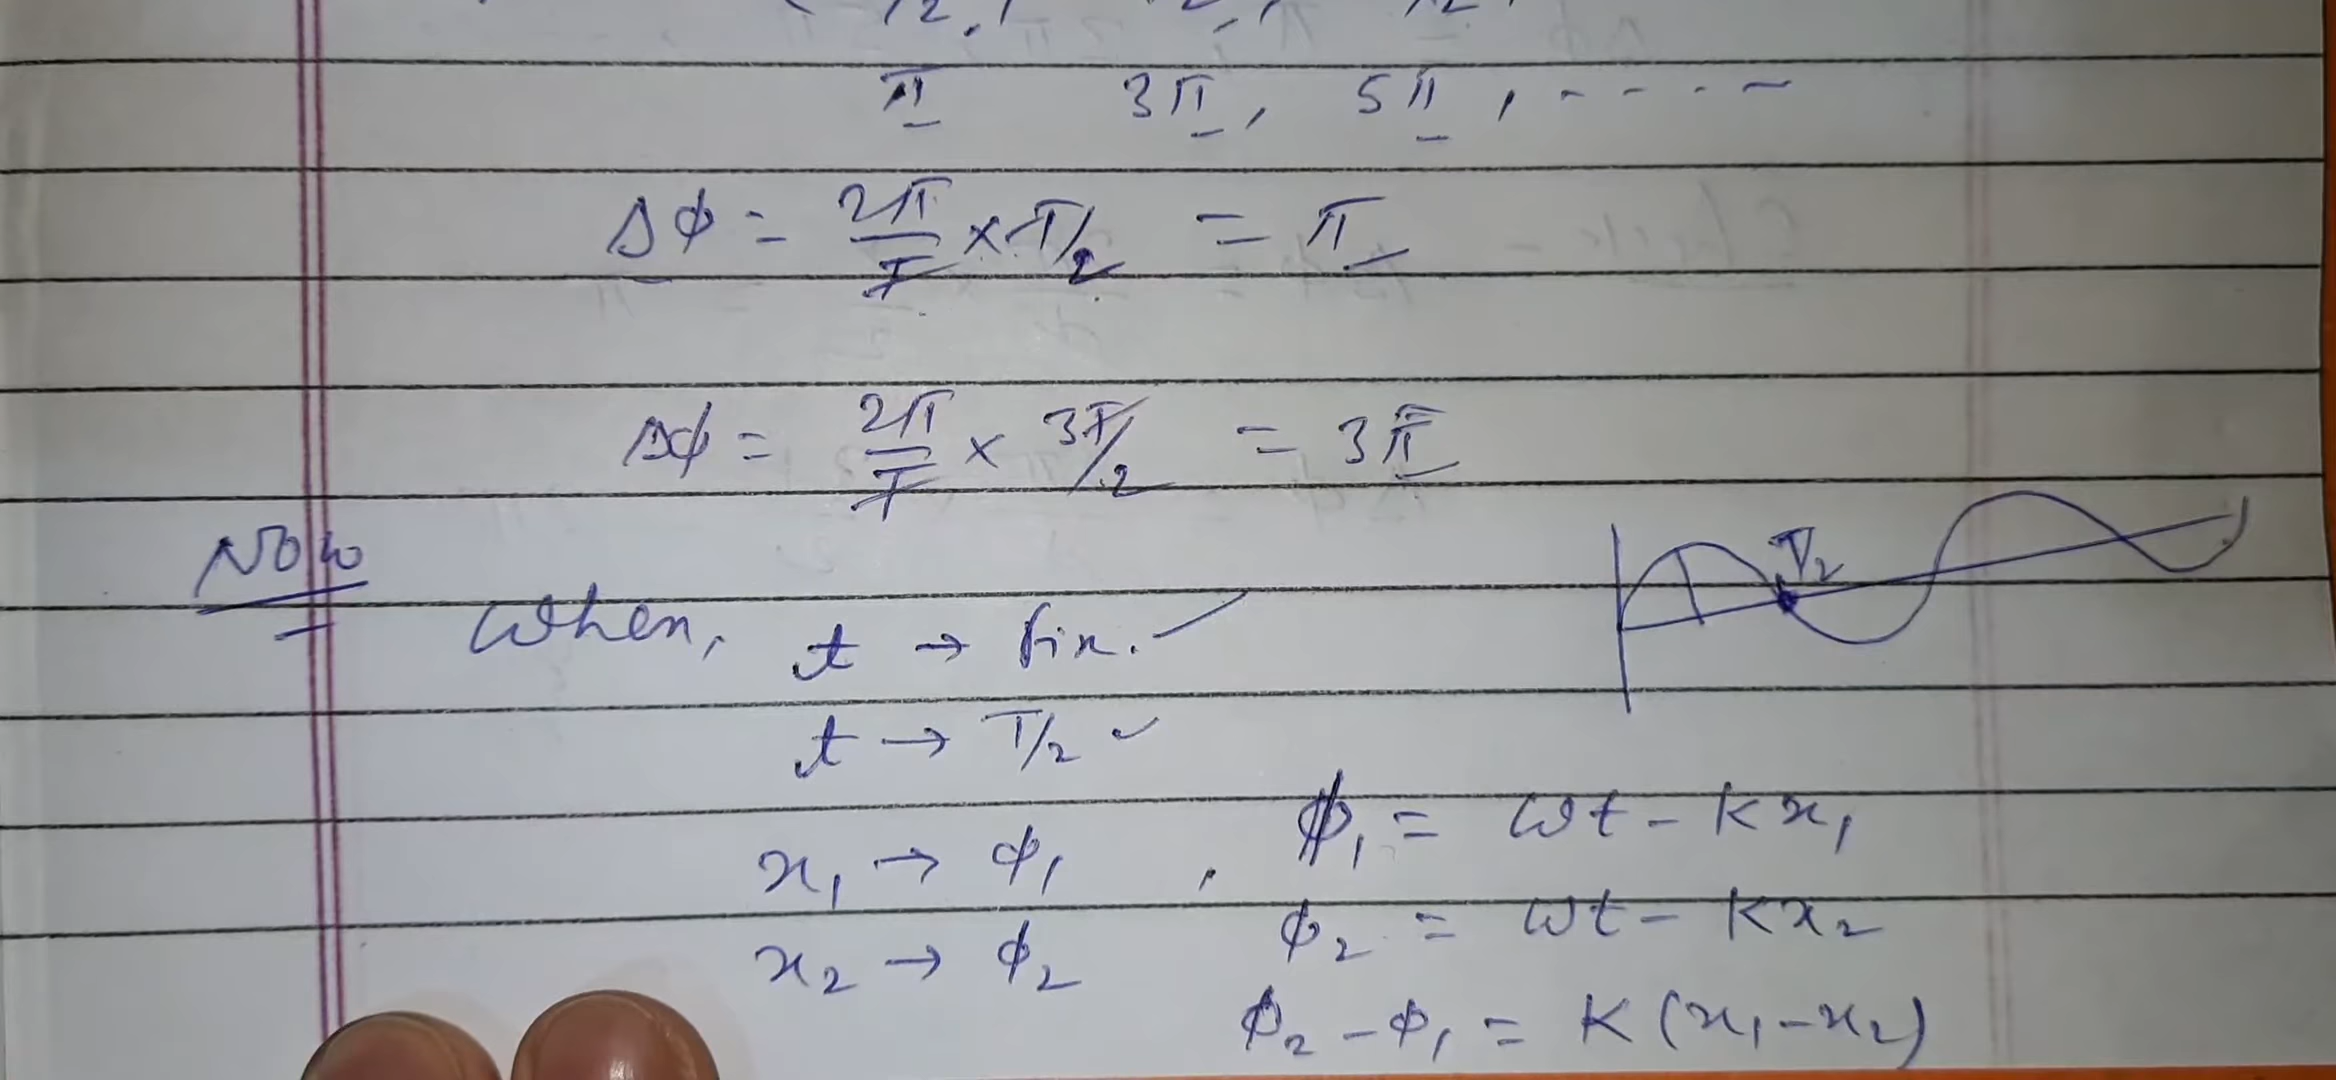 π 3π, 5π, - - - - -
Δφ = 2π/T × T/2 = π
Δφ = 2π/T × 3T/2 = 3π
Now
When, t → fix.
T/2
t → T/2
x₁ → φ₁ , φ₁ = ωt - Kx₁
x₂ → φ₂ φ₂ = ωt - Kx₂
φ₂ - φ₁ = K(x₁-x₂)